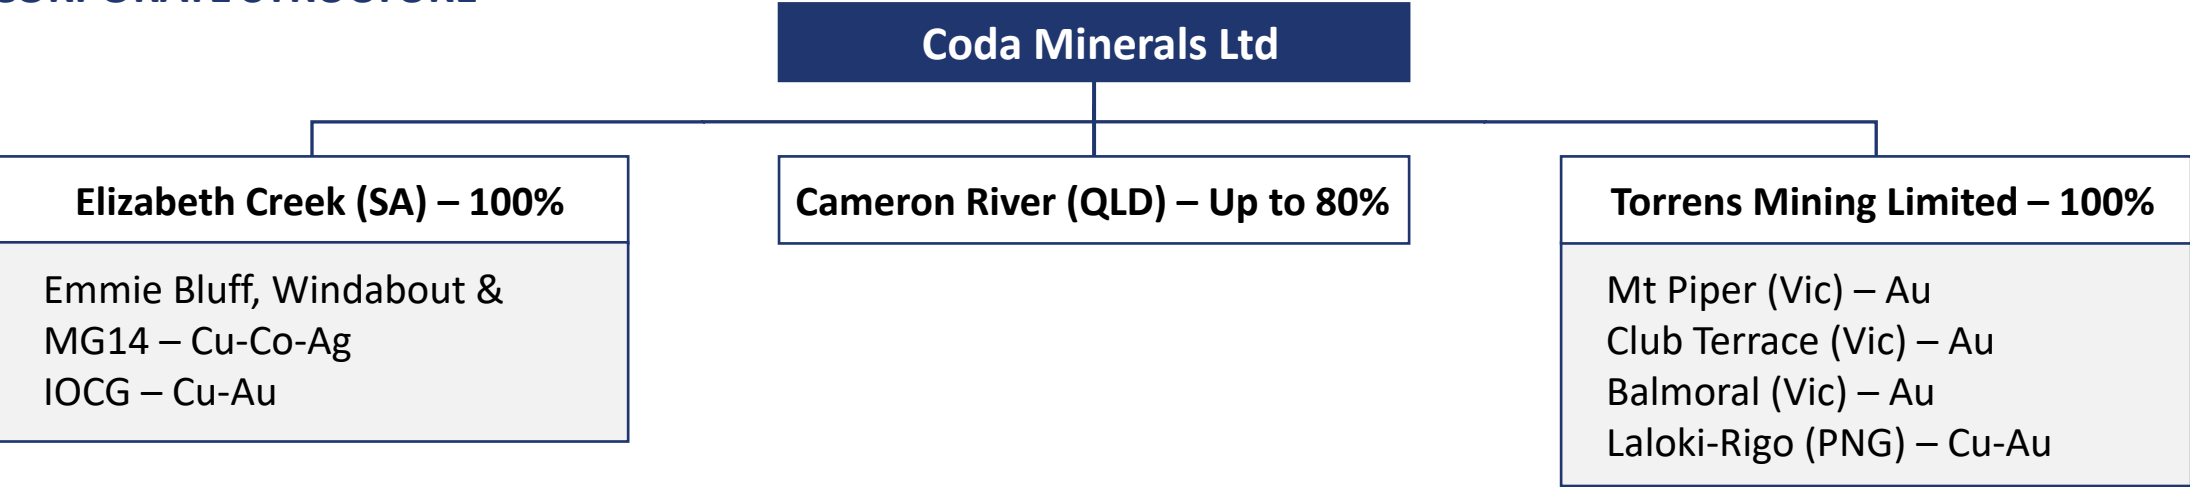 CORPORATE STRUCTURE
Coda Minerals Ltd
Elizabeth Creek (SA) – 100%
Emmie Bluff, Windabout &
MG14 – Cu-Co-Ag
IOCG – Cu-Au
Cameron River (QLD) – Up to 80%
Torrens Mining Limited – 100%
Mt Piper (Vic) – Au
Club Terrace (Vic) – Au
Balmoral (Vic) – Au
Laloki-Rigo (PNG) – Cu-Au